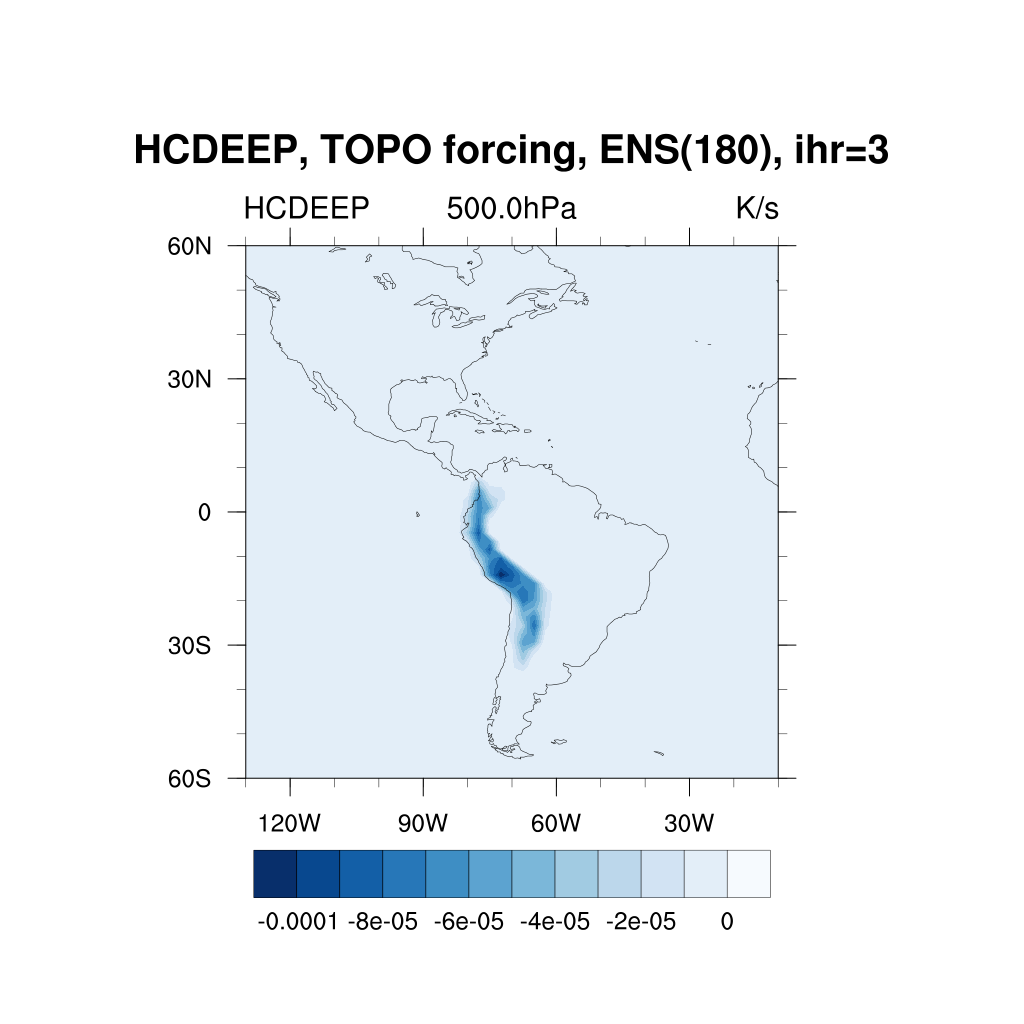 HCDEEP, TOPO forcing, ENS(180), ihr=3
HCDEEP 500.0hPa K/s
60N
30N
0
30S
60S
120W 90W 60W 30W
-0.0001 -8e-05 -6e-05 -4e-05 -2e-05 0